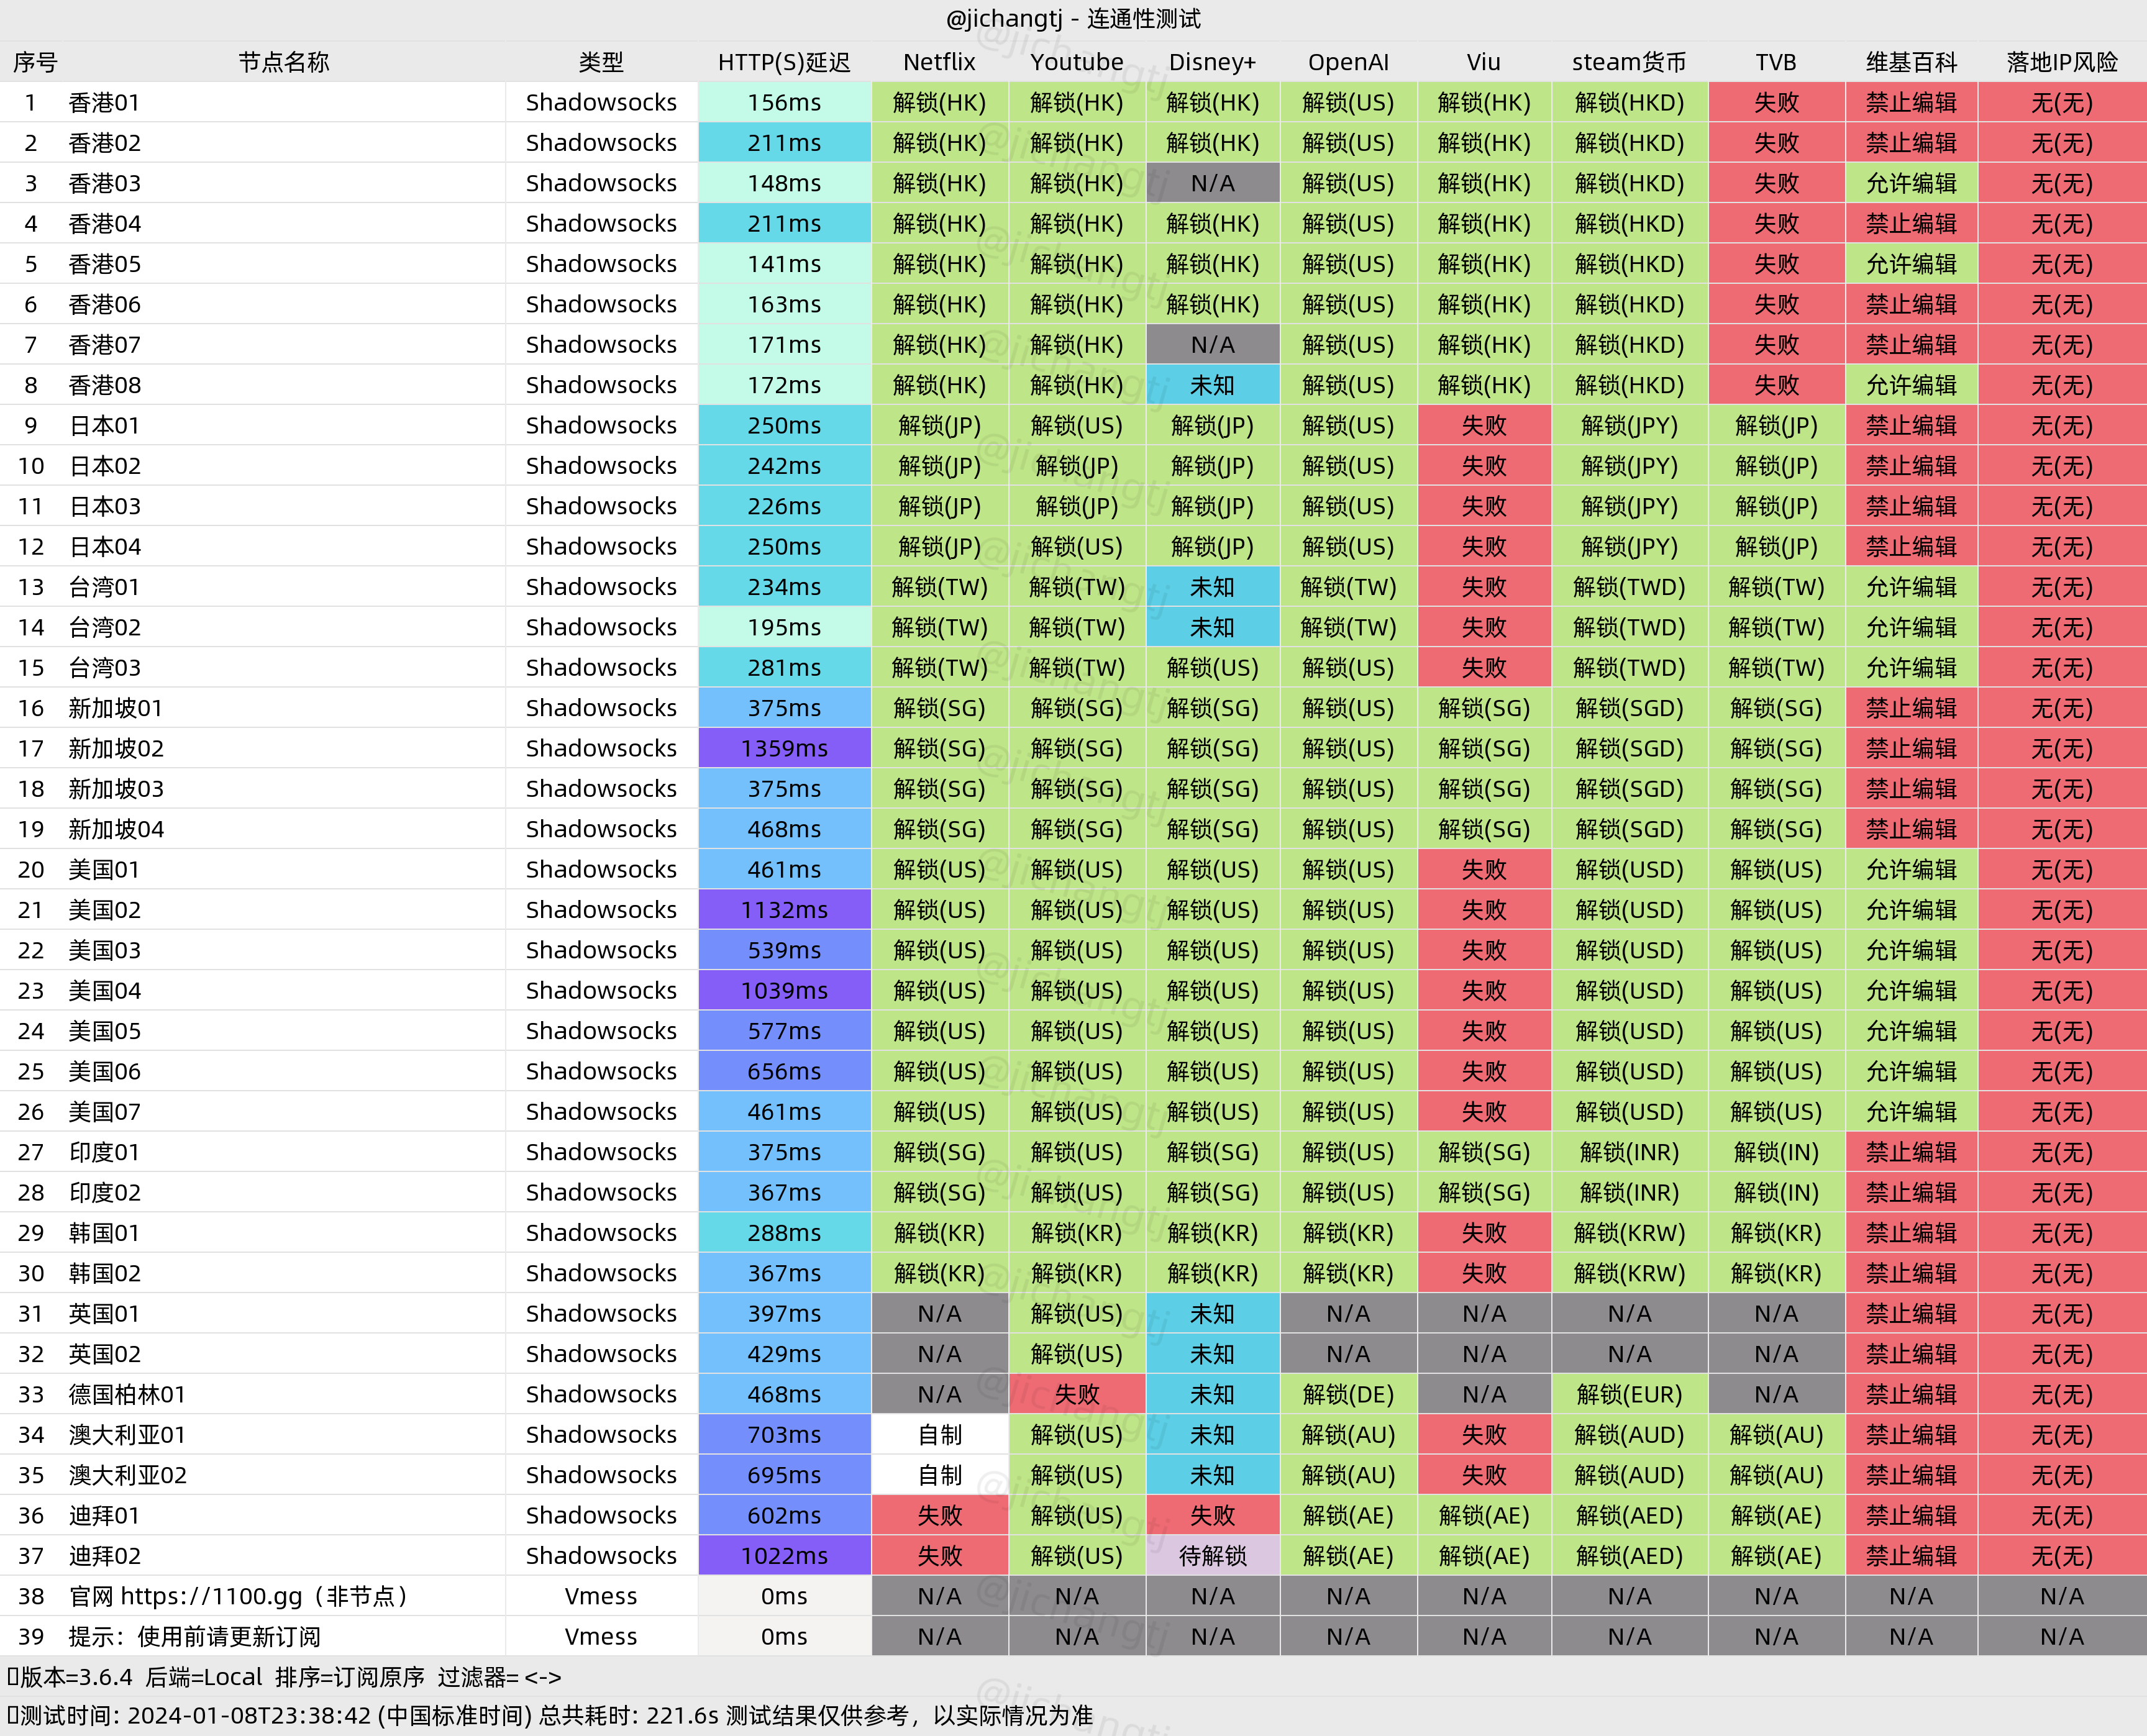 @jichangtj - 连通性测试
序号 节点名称 类型 HTTP(S)延迟 Netflix Youtube Disney+ OpenAI Viu steam货币 TVB 维基百科 落地IP风险
1 香港01 Shadowsocks 156ms 解锁(HK) 解锁(HK) 解锁(HK) 解锁(US) 解锁(HK) 解锁(HKD) 失败 禁止编辑 无(无)
2 香港02 Shadowsocks 211ms 解锁(HK) 解锁(HK) 解锁(HK) 解锁(US) 解锁(HK) 解锁(HKD) 失败 禁止编辑 无(无)
3 香港03 Shadowsocks 148ms 解锁(HK) 解锁(HK) N/A 解锁(US) 解锁(HK) 解锁(HKD) 失败 允许编辑 无(无)
4 香港04 Shadowsocks 211ms 解锁(HK) 解锁(HK) 解锁(HK) 解锁(US) 解锁(HK) 解锁(HKD) 失败 禁止编辑 无(无)
5 香港05 Shadowsocks 141ms 解锁(HK) 解锁(HK) 解锁(HK) 解锁(US) 解锁(HK) 解锁(HKD) 失败 允许编辑 无(无)
6 香港06 Shadowsocks 163ms 解锁(HK) 解锁(HK) 解锁(HK) 解锁(US) 解锁(HK) 解锁(HKD) 失败 禁止编辑 无(无)
7 香港07 Shadowsocks 171ms 解锁(HK) 解锁(HK) N/A 解锁(US) 解锁(HK) 解锁(HKD) 失败 禁止编辑 无(无)
8 香港08 Shadowsocks 172ms 解锁(HK) 解锁(HK) 未知 解锁(US) 解锁(HK) 解锁(HKD) 失败 允许编辑 无(无)
9 日本01 Shadowsocks 250ms 解锁(JP) 解锁(US) 解锁(JP) 解锁(US) 失败 解锁(JPY) 解锁(JP) 禁止编辑 无(无)
10 日本02 Shadowsocks 242ms 解锁(JP) 解锁(JP) 解锁(JP) 解锁(US) 失败 解锁(JPY) 解锁(JP) 禁止编辑 无(无)
11 日本03 Shadowsocks 226ms 解锁(JP) 解锁(JP) 解锁(JP) 解锁(US) 失败 解锁(JPY) 解锁(JP) 禁止编辑 无(无)
12 日本04 Shadowsocks 250ms 解锁(JP) 解锁(US) 解锁(JP) 解锁(US) 失败 解锁(JPY) 解锁(JP) 禁止编辑 无(无)
13 台湾01 Shadowsocks 234ms 解锁(TW) 解锁(TW) 未知 解锁(TW) 失败 解锁(TWD) 解锁(TW) 允许编辑 无(无)
14 台湾02 Shadowsocks 195ms 解锁(TW) 解锁(TW) 未知 解锁(TW) 失败 解锁(TWD) 解锁(TW) 允许编辑 无(无)
15 台湾03 Shadowsocks 281ms 解锁(TW) 解锁(TW) 解锁(US) 解锁(US) 失败 解锁(TWD) 解锁(TW) 允许编辑 无(无)
16 新加坡01 Shadowsocks 375ms 解锁(SG) 解锁(SG) 解锁(SG) 解锁(US) 解锁(SG) 解锁(SGD) 解锁(SG) 禁止编辑 无(无)
17 新加坡02 Shadowsocks 1359ms 解锁(SG) 解锁(SG) 解锁(SG) 解锁(US) 解锁(SG) 解锁(SGD) 解锁(SG) 禁止编辑 无(无)
18 新加坡03 Shadowsocks 375ms 解锁(SG) 解锁(SG) 解锁(SG) 解锁(US) 解锁(SG) 解锁(SGD) 解锁(SG) 禁止编辑 无(无)
19 新加坡04 Shadowsocks 468ms 解锁(SG) 解锁(SG) 解锁(SG) 解锁(US) 解锁(SG) 解锁(SGD) 解锁(SG) 禁止编辑 无(无)
20 美国01 Shadowsocks 461ms 解锁(US) 解锁(US) 解锁(US) 解锁(US) 失败 解锁(USD) 解锁(US) 允许编辑 无(无)
21 美国02 Shadowsocks 1132ms 解锁(US) 解锁(US) 解锁(US) 解锁(US) 失败 解锁(USD) 解锁(US) 允许编辑 无(无)
22 美国03 Shadowsocks 539ms 解锁(US) 解锁(US) 解锁(US) 解锁(US) 失败 解锁(USD) 解锁(US) 允许编辑 无(无)
23 美国04 Shadowsocks 1039ms 解锁(US) 解锁(US) 解锁(US) 解锁(US) 失败 解锁(USD) 解锁(US) 允许编辑 无(无)
24 美国05 Shadowsocks 577ms 解锁(US) 解锁(US) 解锁(US) 解锁(US) 失败 解锁(USD) 解锁(US) 允许编辑 无(无)
25 美国06 Shadowsocks 656ms 解锁(US) 解锁(US) 解锁(US) 解锁(US) 失败 解锁(USD) 解锁(US) 允许编辑 无(无)
26 美国07 Shadowsocks 461ms 解锁(US) 解锁(US) 解锁(US) 解锁(US) 失败 解锁(USD) 解锁(US) 允许编辑 无(无)
27 印度01 Shadowsocks 375ms 解锁(SG) 解锁(US) 解锁(SG) 解锁(US) 解锁(SG) 解锁(INR) 解锁(IN) 禁止编辑 无(无)
28 印度02 Shadowsocks 367ms 解锁(SG) 解锁(US) 解锁(SG) 解锁(US) 解锁(SG) 解锁(INR) 解锁(IN) 禁止编辑 无(无)
29 韩国01 Shadowsocks 288ms 解锁(KR) 解锁(KR) 解锁(KR) 解锁(KR) 失败 解锁(KRW) 解锁(KR) 禁止编辑 无(无)
30 韩国02 Shadowsocks 367ms 解锁(KR) 解锁(KR) 解锁(KR) 解锁(KR) 失败 解锁(KRW) 解锁(KR) 禁止编辑 无(无)
31 英国01 Shadowsocks 397ms N/A 解锁(US) 未知 N/A N/A N/A N/A 禁止编辑 无(无)
32 英国02 Shadowsocks 429ms N/A 解锁(US) 未知 N/A N/A N/A N/A 禁止编辑 无(无)
33 德国柏林01 Shadowsocks 468ms N/A 失败 未知 解锁(DE) N/A 解锁(EUR) N/A 禁止编辑 无(无)
34 澳大利亚01 Shadowsocks 703ms 自制 解锁(US) 未知 解锁(AU) 失败 解锁(AUD) 解锁(AU) 禁止编辑 无(无)
35 澳大利亚02 Shadowsocks 695ms 自制 解锁(US) 未知 解锁(AU) 失败 解锁(AUD) 解锁(AU) 禁止编辑 无(无)
36 迪拜01 Shadowsocks 602ms 失败 解锁(US) 失败 解锁(AE) 解锁(AE) 解锁(AED) 解锁(AE) 禁止编辑 无(无)
37 迪拜02 Shadowsocks 1022ms 失败 解锁(US) 待解锁 解锁(AE) 解锁(AE) 解锁(AED) 解锁(AE) 禁止编辑 无(无)
38 官网 https://1100.gg（非节点） Vmess 0ms N/A N/A N/A N/A N/A N/A N/A N/A N/A
39 提示：使用前请更新订阅 Vmess 0ms N/A N/A N/A N/A N/A N/A N/A N/A N/A
版本=3.6.4 后端=Local 排序=订阅原序 过滤器= <->
测试时间: 2024-01-08T23:38:42 (中国标准时间) 总共耗时: 221.6s 测试结果仅供参考，以实际情况为准